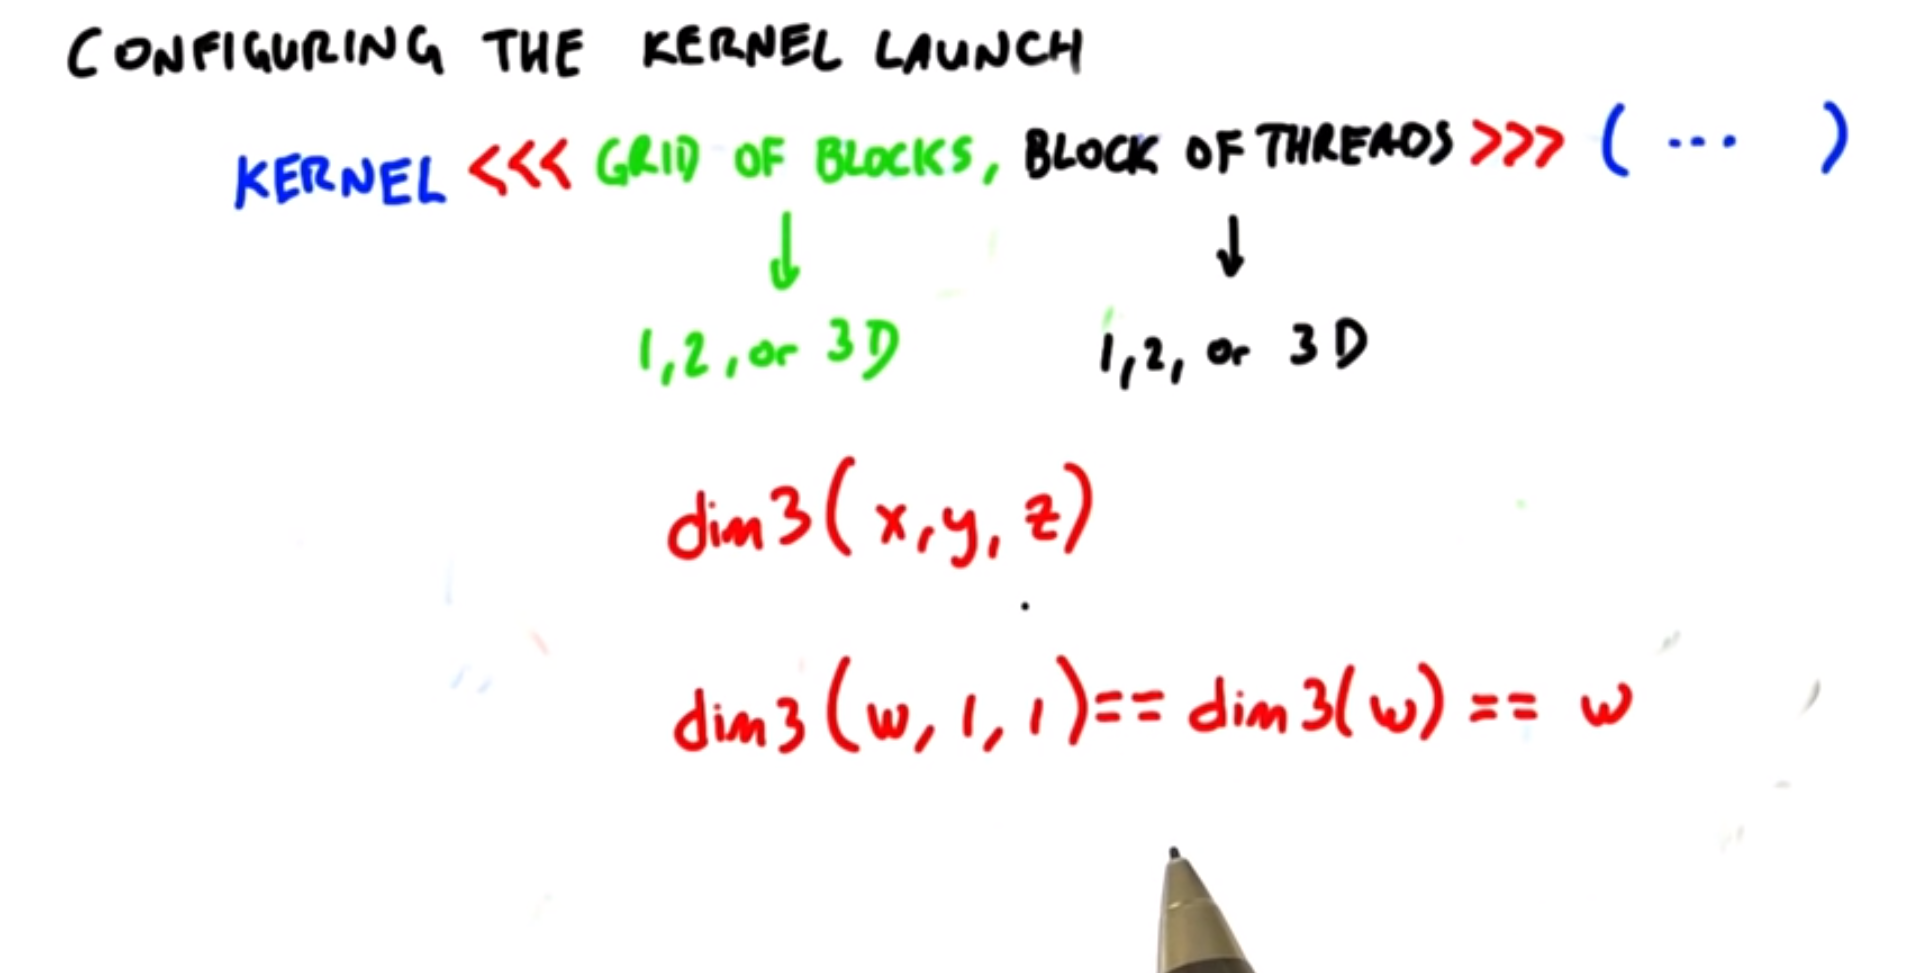 CONFIGURING THE KERNEL LAUNCH
KERNEL <<< GRID OF BLOCKS, BLOCK OF THREADS >>> ( ... )
1,2, or 3D 1,2, or 3D
dim3(x,y,z)
dim3(w,1,1)== dim3(w) == w